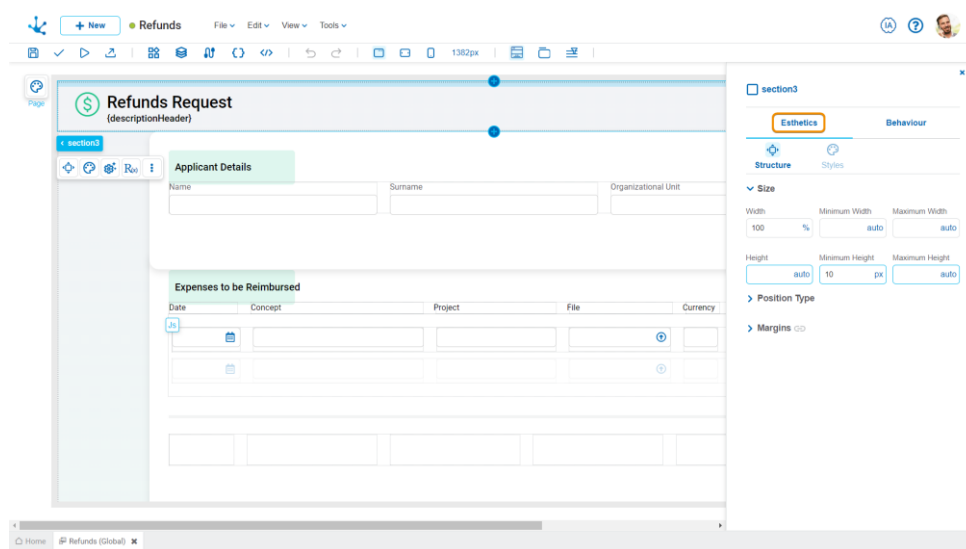 + New
Refunds
File
Edit
View
Tools
IA
?
1382px
Page
Refunds Request
{descriptionHeader}
section3
R(x)
Applicant Details
Name
Surname
Organizational Unit
Expenses to be Reimbursed
Date
Concept
Project
File
Currency
Js
section3
Esthetics
Behaviour
Structure
Styles
Size
Width
Minimum Width
Maximum Width
100 %
auto
auto
Height
Minimum Height
Maximum Height
auto
10 px
auto
Position Type
Margins
Home
Refunds (Global)